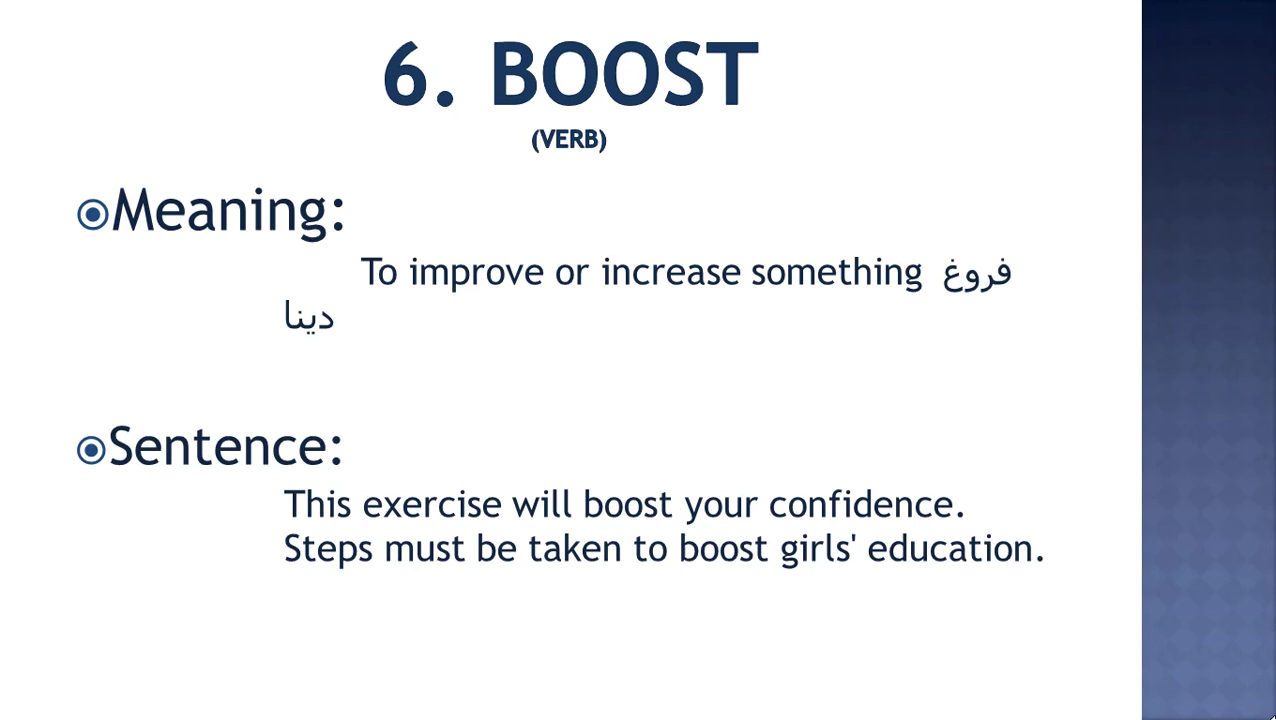 6. BOOST
(VERB)
Meaning:
To improve or increase something فروغ
دینا
Sentence:
This exercise will boost your confidence.
Steps must be taken to boost girls' education.